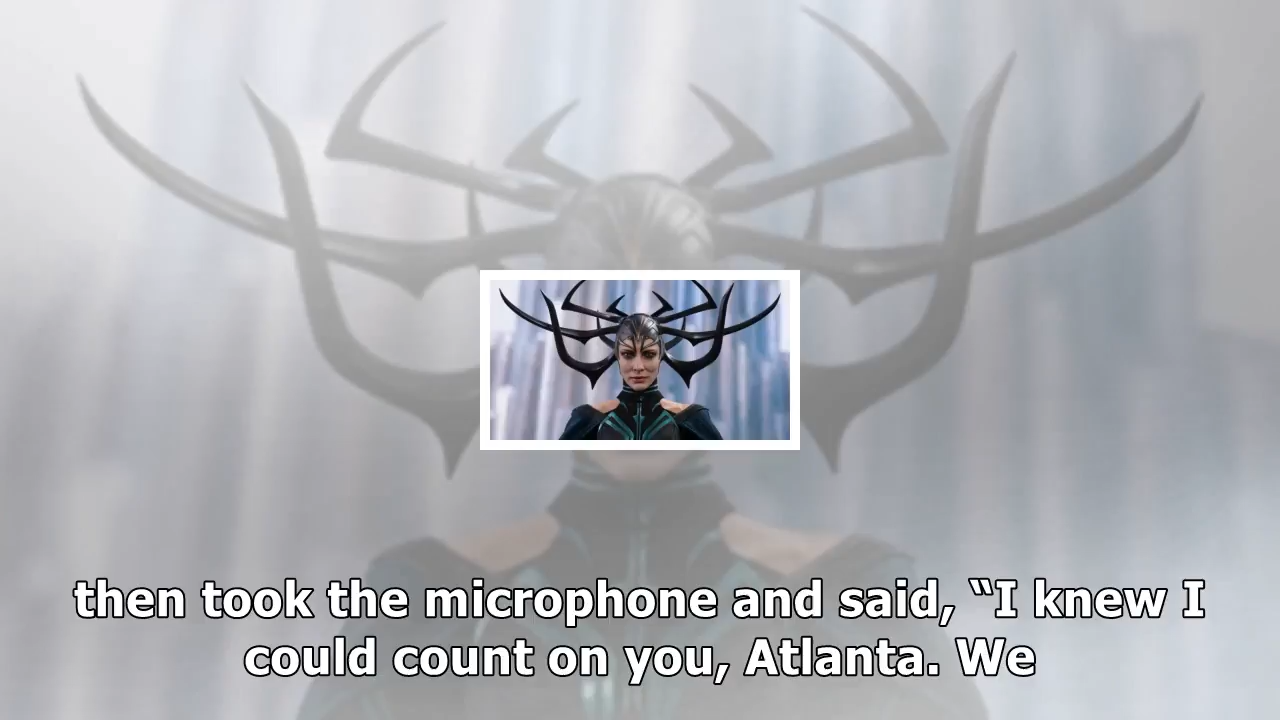 then took the microphone and said, “I knew I
could count on you, Atlanta. We